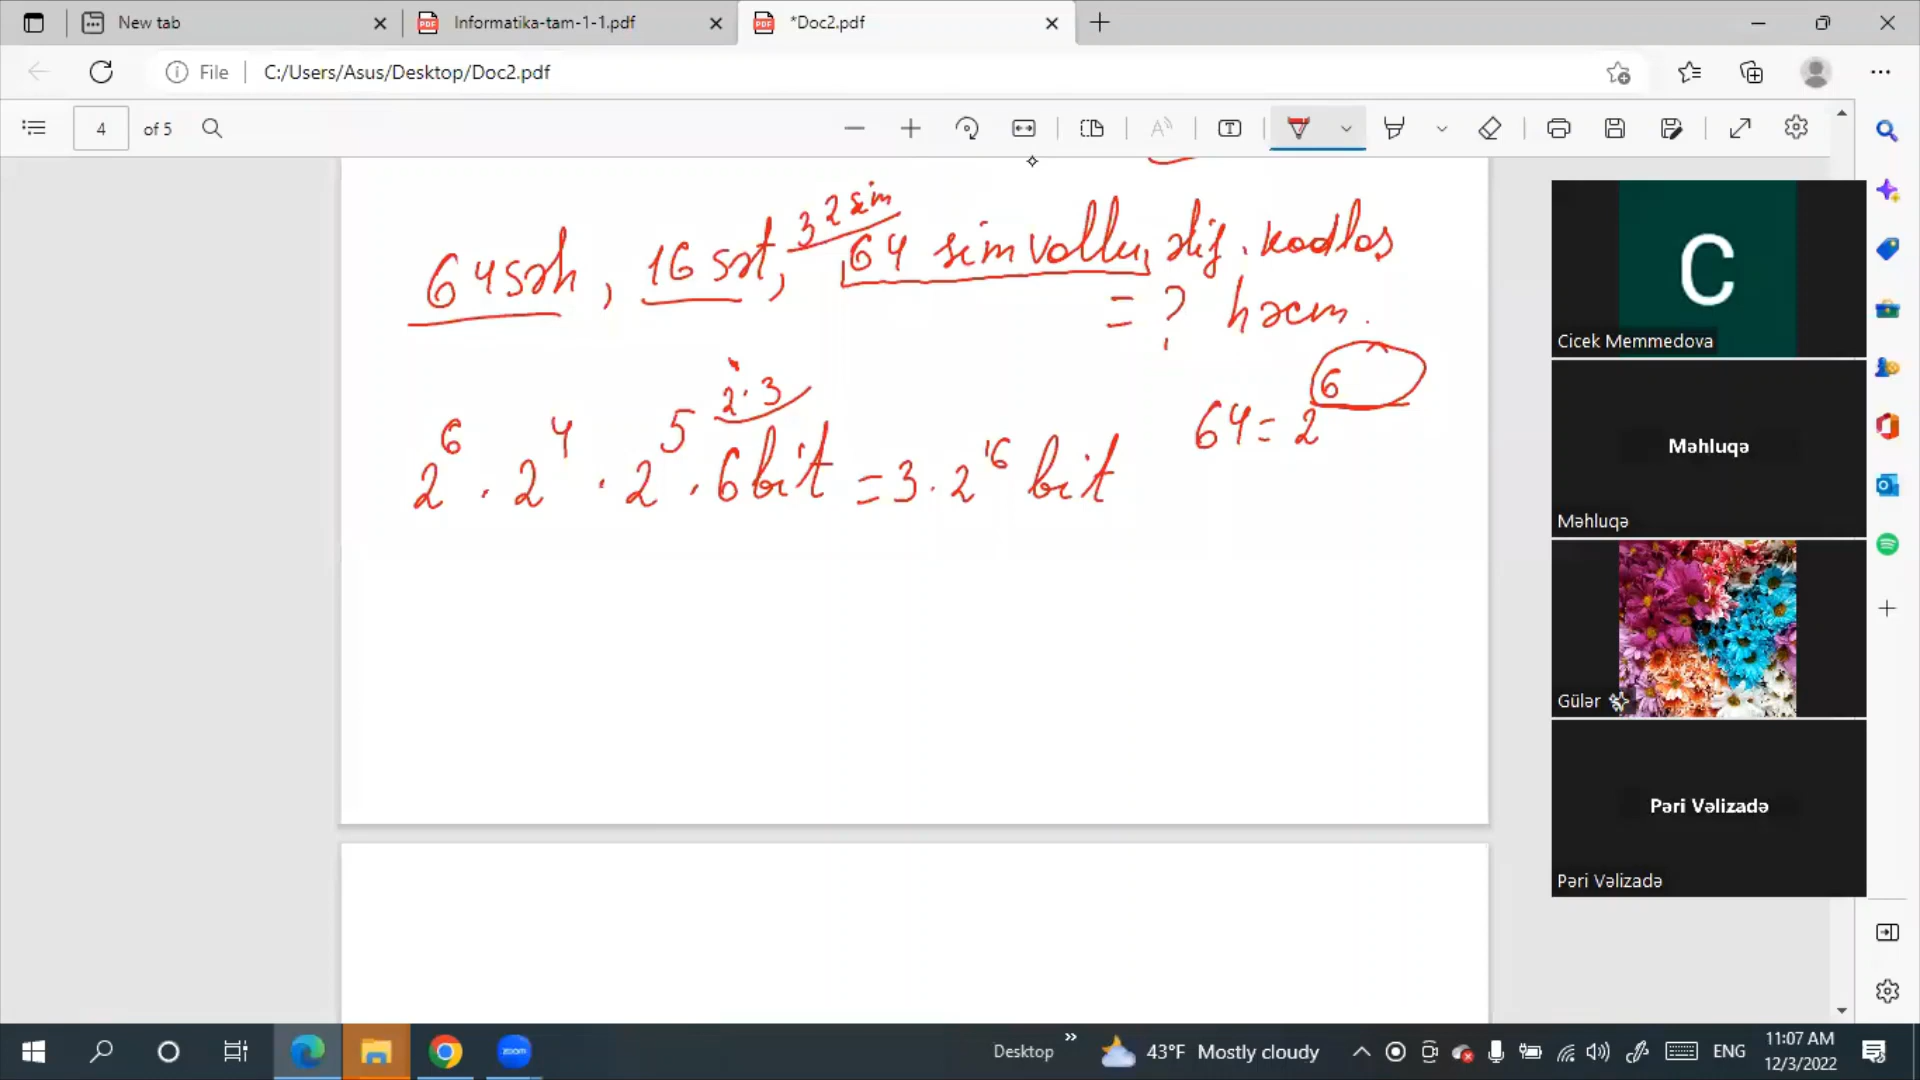 New tab
Informatika-tam-1-1.pdf
*Doc2.pdf
File
C:/Users/Asus/Desktop/Doc2.pdf
4 of 5
32 sim
64 səh, 16 sət, 64 simvollu, əlif. kodlaş
= ? həcm.
2⁶ · 2⁴ · 2⁵ · 6 bit = 3 · 2¹⁶ bit
2 · 3
64 = 2⁶
C
Cicek Memmedova
Məhluqə
Məhluqə
Gülər
Pəri Vəlizadə
Pəri Vəlizadə
zoom
Desktop
43°F Mostly cloudy
ENG
11:07 AM
12/3/2022